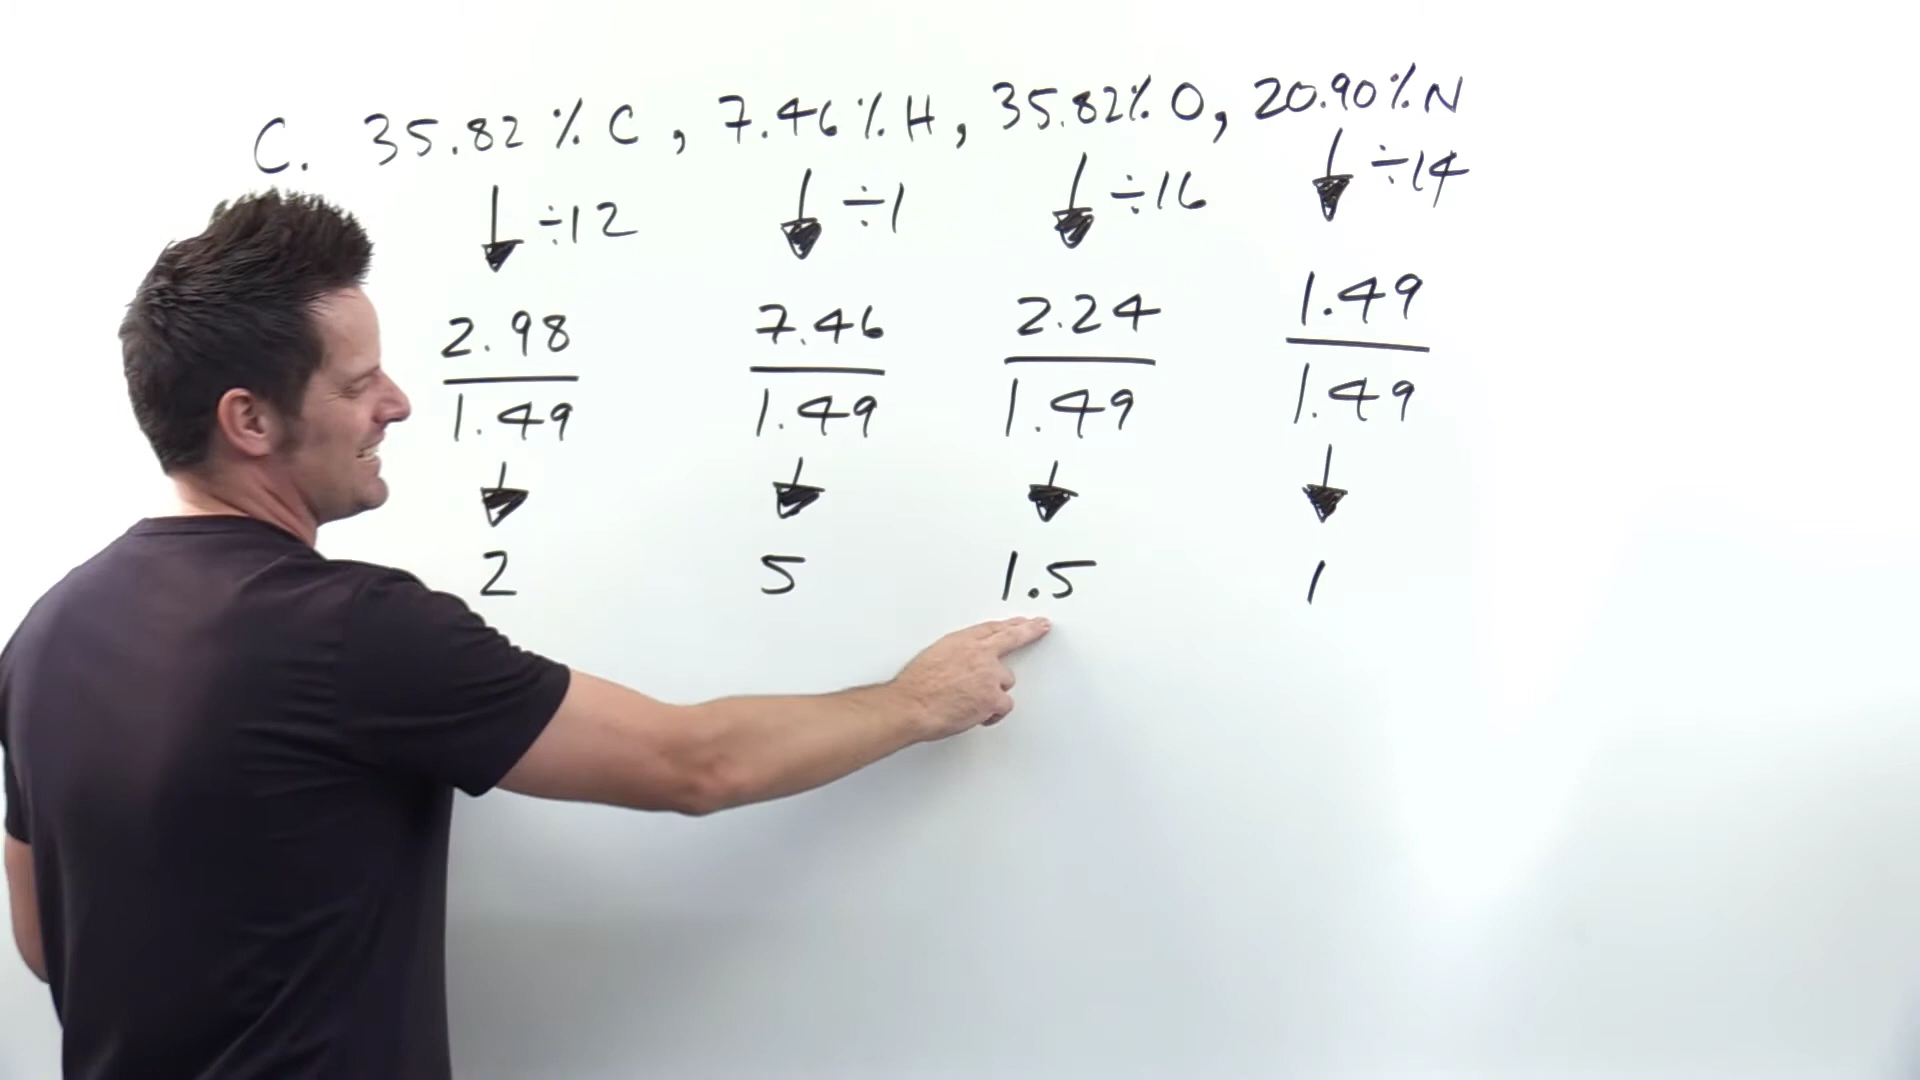 C. 35.82 % C , 7.46 % H , 35.82% O , 20.90 % N
÷12 ÷1 ÷16 ÷14
2.98 7.46 2.24 1.49
1.49 1.49 1.49 1.49
2 5 1.5 1